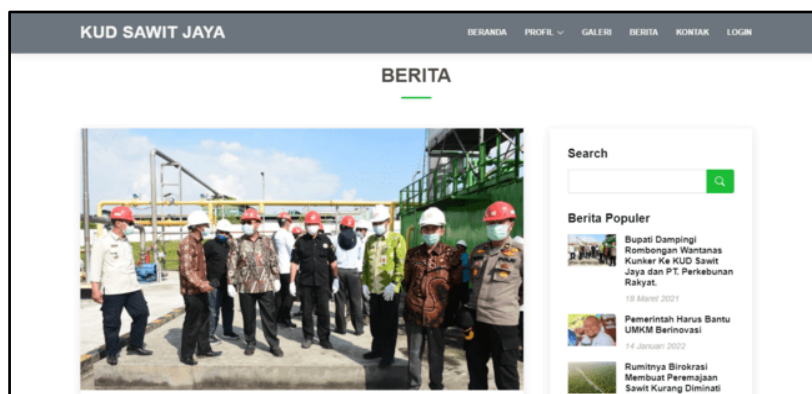 KUD SAWIT JAYA
BERANDA PROFIL GALERI BERITA KONTAK LOGIN
BERITA
Search
Berita Populer
Bupati Dampingi
Rombongan Wantanas
Kunker Ke KUD Sawit
Jaya dan PT. Perkebunan
Rakyat.
18 Maret 2021
Pemerintah Harus Bantu
UMKM Berinovasi
14 Januari 2022
Rumitnya Birokrasi
Membuat Peremajaan
Sawit Kurang Diminati